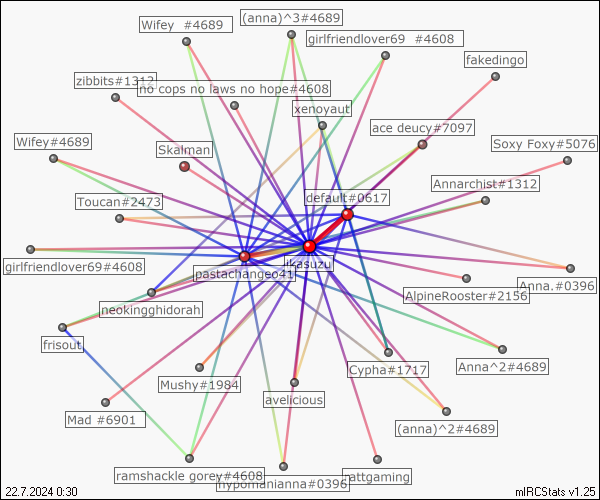 (anna)^3#4689
Wifey  #4689
girlfriendlover69  #4608
fakedingo
zibbits#1312
no cops no laws no hope#4608
xenoyaut
ace deucy#7097
Wifey#4689
Skalman
Soxy Foxy#5076
Annarchist#1312
Toucan#2473
default#0617
girlfriendlover69#4608
pastachangeo41
ikasuzu
Anna.#0396
AlpineRooster#2156
neokingghidorah
frisout
Cypha#1717
Anna^2#4689
Mushy#1984
avelicious
Mad #6901
(anna)^2#4689
ramshackle gorey#4608
hypomanianna#0396
rattgaming
22.7.2024 0:30
mIRCStats v1.25